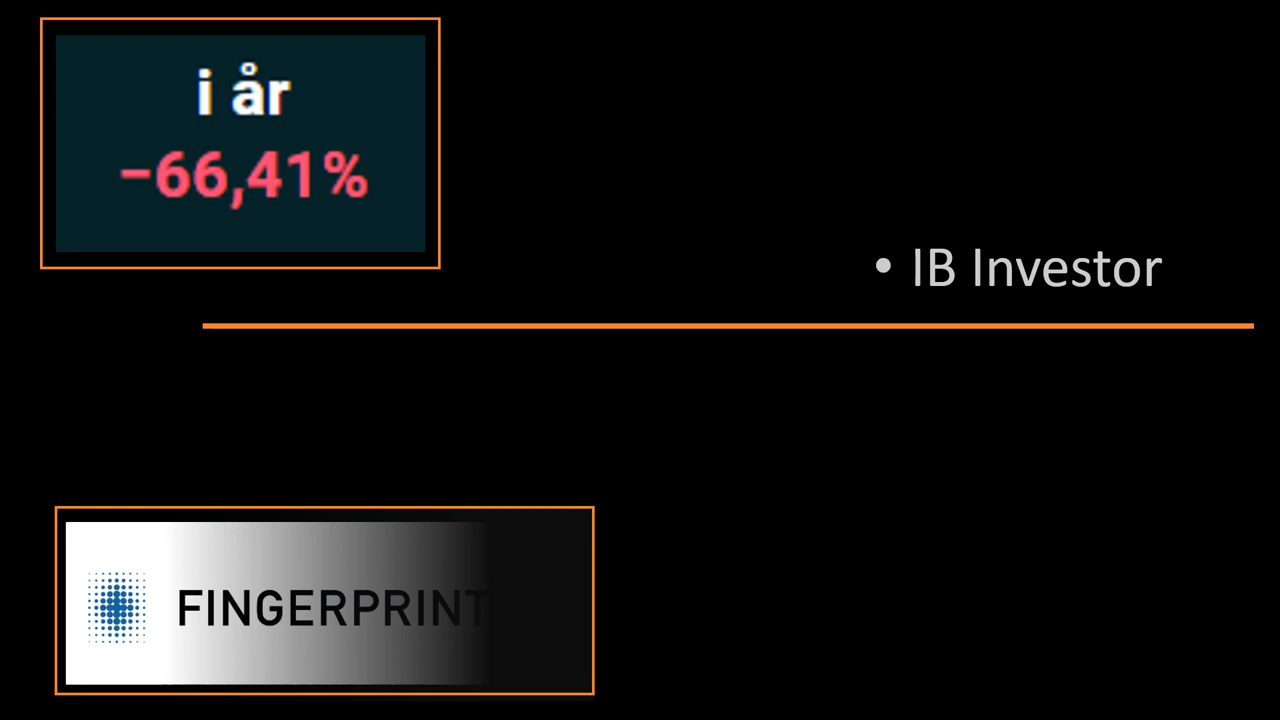 i år
−66,41%
• IB Investor
FINGERPRINT